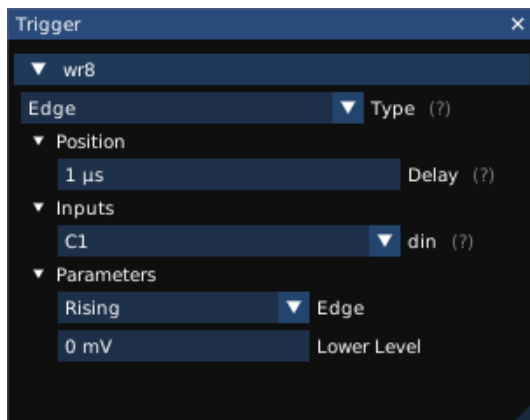 Trigger ×
wr8
Edge Type (?)
Position
1 µs Delay (?)
Inputs
C1 din (?)
Parameters
Rising Edge
0 mV Lower Level